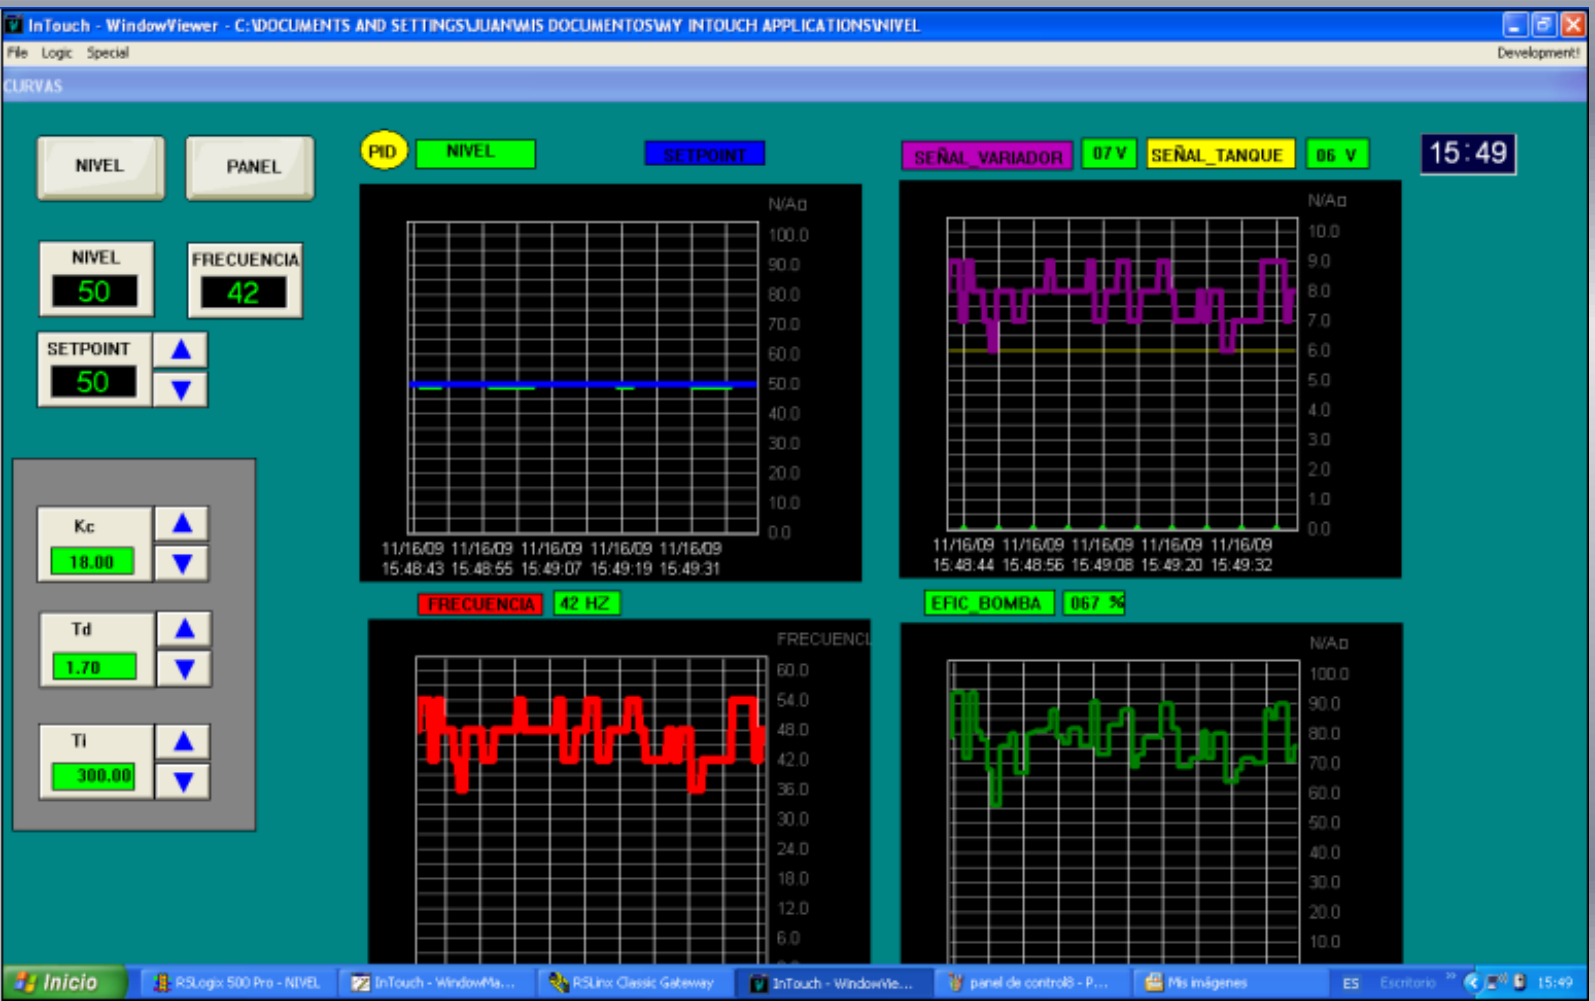 InTouch - WindowViewer - C:\DOCUMENTS AND SETTINGS\JUAN\MIS DOCUMENTOS\MY INTOUCH APPLICATIONS\NIVEL
File Logic Special Development!
CURVAS
NIVEL PANEL
PID NIVEL SETPOINT
SEÑAL_VARIADOR 07 V SEÑAL_TANQUE 06 V
15:49
NIVEL
50
FRECUENCIA
42
SETPOINT
50
Kc
18.00
Td
1.70
Ti
300.00
N/A
100.0
90.0
80.0
70.0
60.0
50.0
40.0
30.0
20.0
10.0
0.0
11/16/09 11/16/09 11/16/09 11/16/09 11/16/09
15:48:43 15:48:55 15:49:07 15:49:19 15:49:31
N/A
10.0
9.0
8.0
7.0
6.0
5.0
4.0
3.0
2.0
1.0
0.0
11/16/09 11/16/09 11/16/09 11/16/09 11/16/09
15:48:44 15:48:56 15:49:08 15:49:20 15:49:32
FRECUENCIA 42 HZ
FRECUENCI
60.0
54.0
48.0
42.0
36.0
30.0
24.0
18.0
12.0
6.0
EFIC_BOMBA 067 %
N/A
100.0
90.0
80.0
70.0
60.0
50.0
40.0
30.0
20.0
10.0
Inicio RSLogix 500 Pro - NIVEL InTouch - WindowMa... RSLinx Classic Gateway InTouch - WindowVie... panel de control8 - P... Mis imágenes ES Escritorio » 15:49